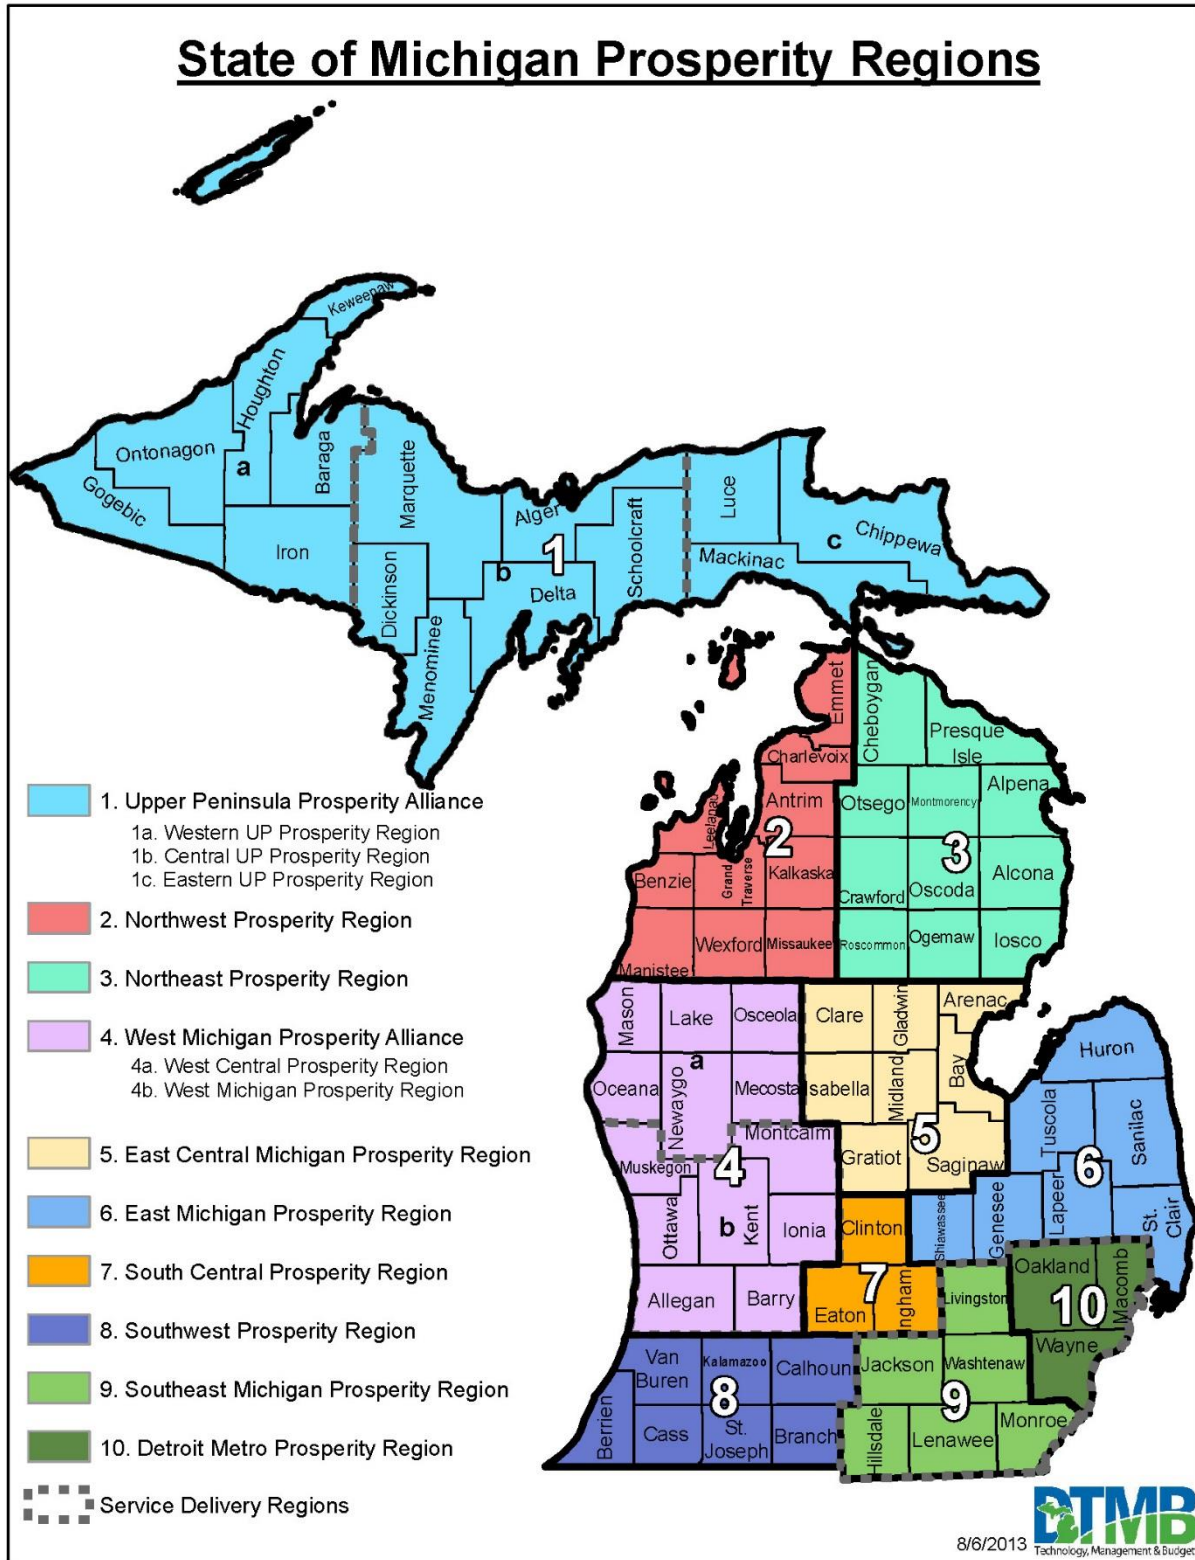 State of Michigan Prosperity Regions
Keweenaw
Houghton
Ontonagon
Baraga
a
Gogebic
Iron
Marquette
Alger
Dickinson
1
b
Delta
Schoolcraft
Menominee
Luce
c
Chippewa
Mackinac
Emmet
Cheboygan
Presque
Isle
Charlevoix
Antrim
Otsego
Montmorency
Alpena
Leelanau
2
3
Benzie
Grand
Traverse
Kalkaska
Crawford
Oscoda
Alcona
Manistee
Wexford
Missaukee
Roscommon
Ogemaw
Iosco
Mason
Lake
Osceola
Clare
Gladwin
Arenac
a
Oceana
Newaygo
Mecosta
Isabella
Midland
Bay
Huron
Montcalm
5
Tuscola
Sanilac
Muskegon
4
Gratiot
Saginaw
6
Ottawa
b
Kent
Ionia
Clinton
Shiawassee
Genesee
Lapeer
St.
Clair
Allegan
Barry
Eaton
7
Ingham
Livingston
Oakland
Macomb
10
Van
Buren
Kalamazoo
Calhoun
Jackson
Washtenaw
Wayne
Berrien
Cass
8
St.
Joseph
Branch
Hillsdale
9
Lenawee
Monroe
1. Upper Peninsula Prosperity Alliance
1a. Western UP Prosperity Region
1b. Central UP Prosperity Region
1c. Eastern UP Prosperity Region
2. Northwest Prosperity Region
3. Northeast Prosperity Region
4. West Michigan Prosperity Alliance
4a. West Central Prosperity Region
4b. West Michigan Prosperity Region
5. East Central Michigan Prosperity Region
6. East Michigan Prosperity Region
7. South Central Prosperity Region
8. Southwest Prosperity Region
9. Southeast Michigan Prosperity Region
10. Detroit Metro Prosperity Region
Service Delivery Regions
8/6/2013
DTMB
Technology, Management & Budget